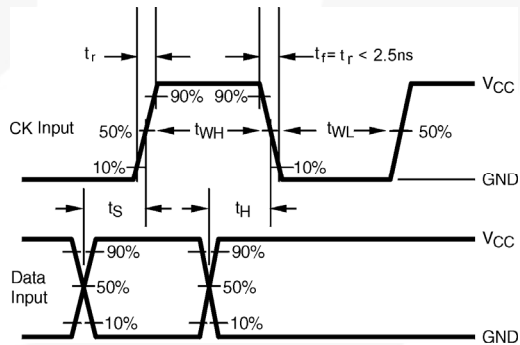 tr
tf = tr < 2.5ns
VCC
90% 90%
CK Input
50%
tWH
tWL
50%
10%
10%
GND
tS
tH
VCC
90%
90%
Data
Input
50%
50%
10%
10%
GND